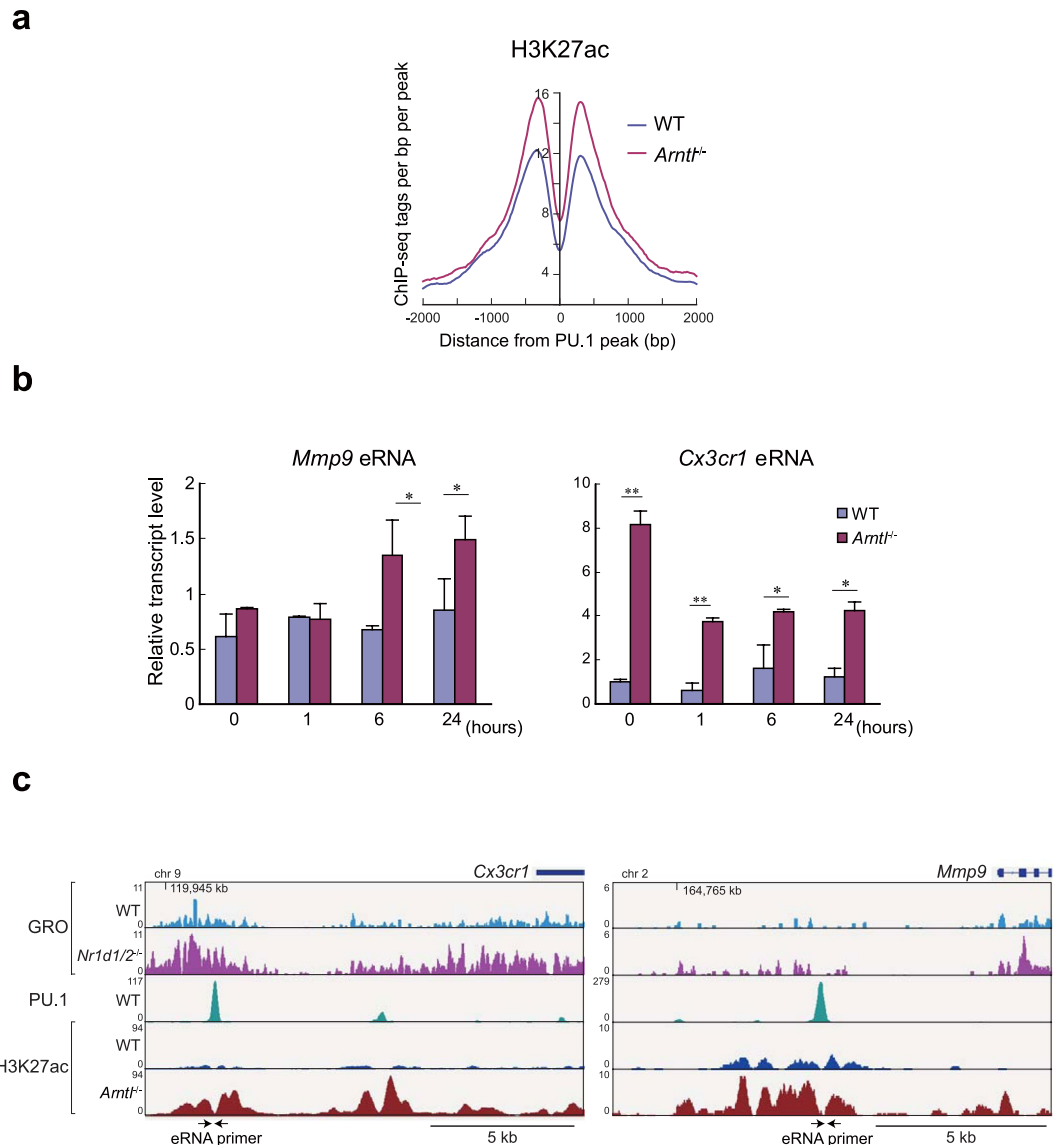 a
H3K27ac
ChIP-seq tags per bp per peak
16
12
8
4
WT
Arntl-/-
-2000 -1000 0 1000 2000
Distance from PU.1 peak (bp)
b
Mmp9 eRNA
Relative transcript level
2
1.5
1
0.5
0
* *
0 1 6 24 (hours)
Cx3cr1 eRNA
10
8
6
4
2
0
** ** * *
WT
Arntl-/-
0 1 6 24 (hours)
c
chr 9 Cx3cr1
119,945 kb
GRO
WT
11
0
Nr1d1/2-/-
11
0
PU.1
WT
117
0
H3K27ac
WT
94
0
Arntl-/-
94
0
eRNA primer
5 kb
chr 2 Mmp9
164,765 kb
6
0
6
0
279
0
10
0
10
0
eRNA primer
5 kb